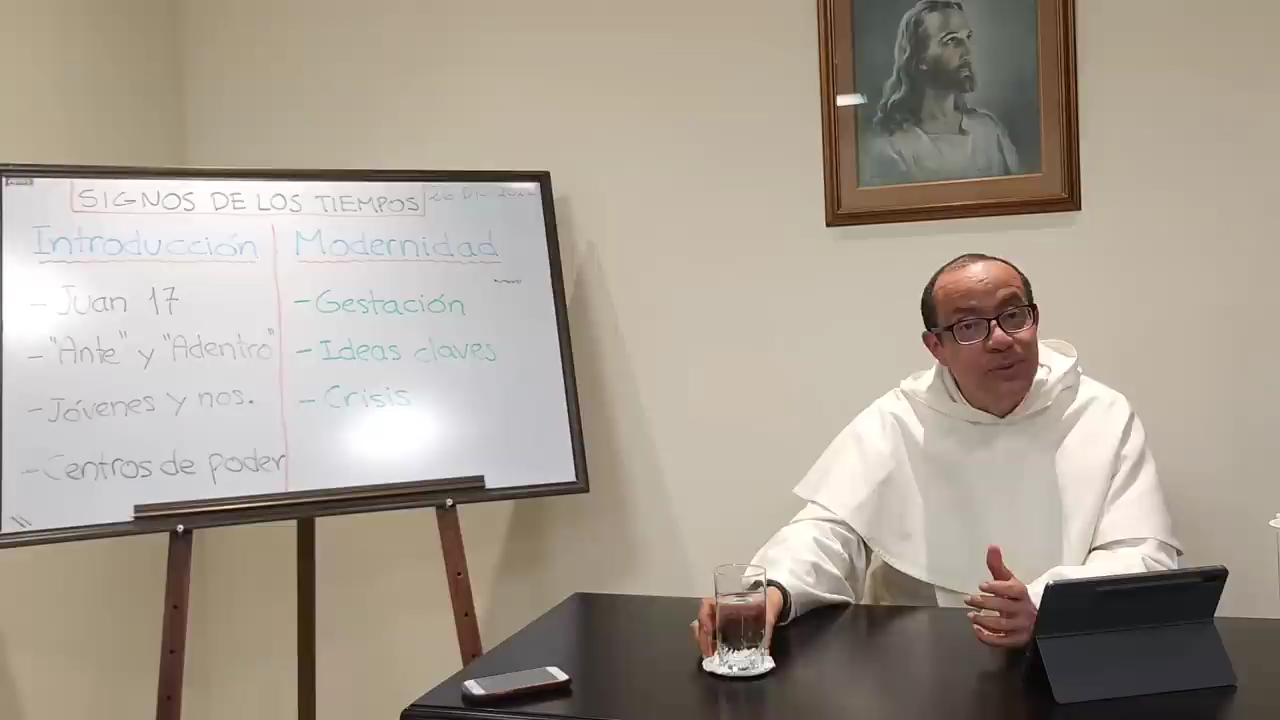 SIGNOS DE LOS TIEMPOS
Introducción
- Juan 17
- "Ante" y "Adentro"
- Jóvenes y nos.
- Centros de poder
Modernidad
- Gestación
- Ideas claves
- Crisis